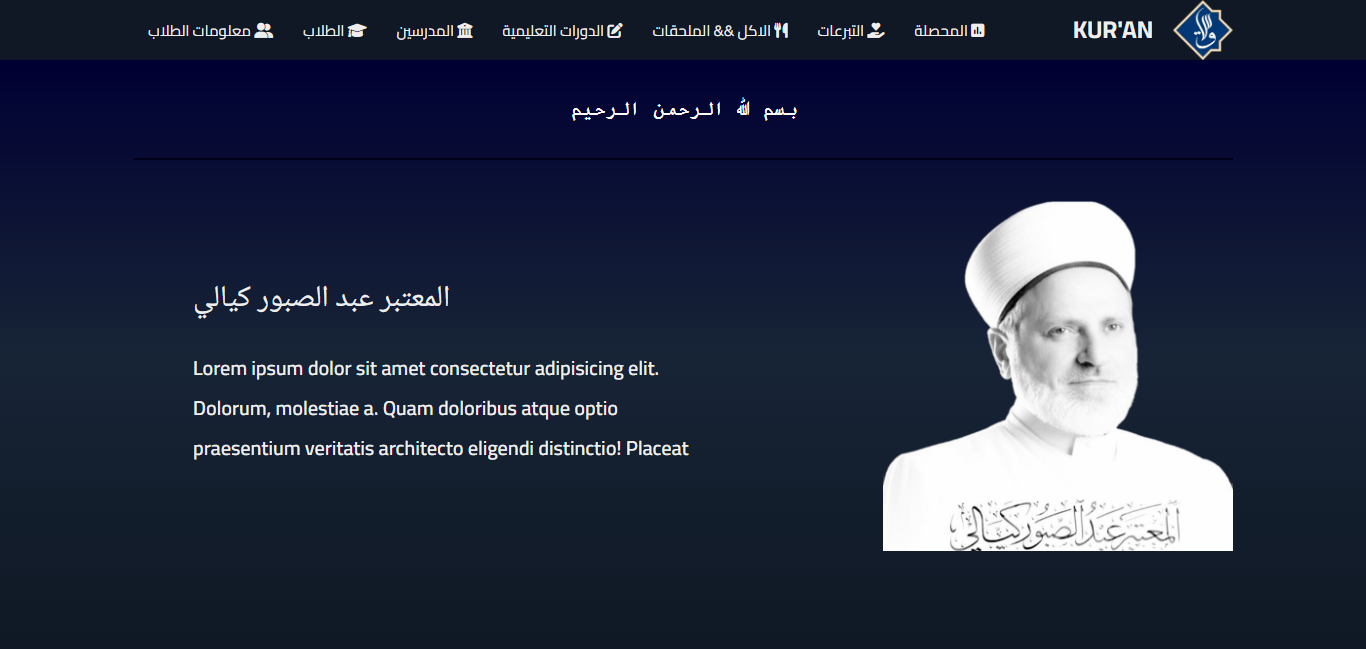 KUR'AN
المحصلة
التبرعات
الاكل && الملحقات
الدورات التعليمية
المدرسين
الطلاب
معلومات الطلاب
بسم ﷲ الرحمن الرحيم
المعتبر عبد الصبور كيالي
Lorem ipsum dolor sit amet consectetur adipisicing elit.
Dolorum, molestiae a. Quam doloribus atque optio
praesentium veritatis architecto eligendi distinctio! Placeat
المعتبر عبد الصبور كيالي